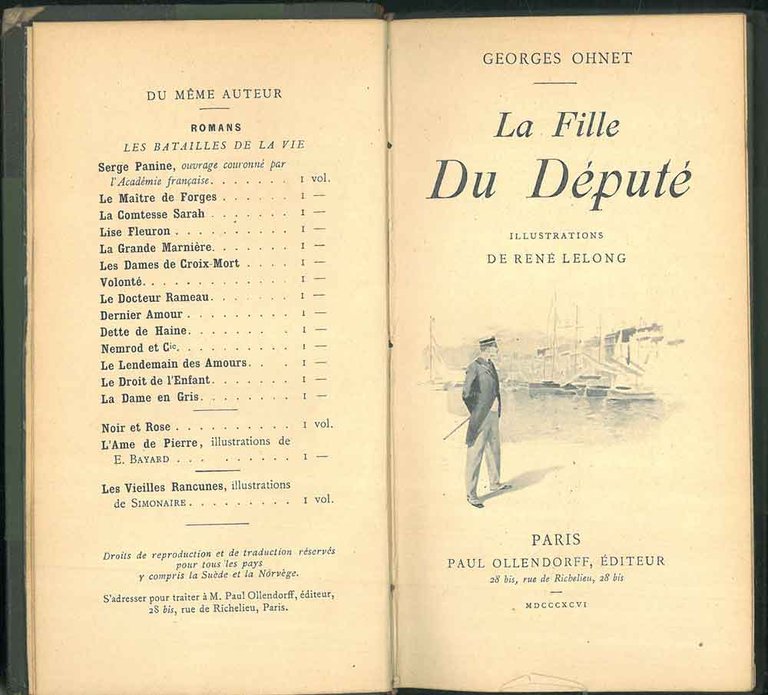 DU MÊME AUTEUR
ROMANS
LES BATAILLES DE LA VIE
Serge Panine, ouvrage couronné par
l'Académie française. . . . . . . 1 vol.
Le Maître de Forges . . . . . . 1 —
La Comtesse Sarah . . . . . . . 1 —
Lise Fleuron . . . . . . . . . 1 —
La Grande Marnière. . . . . . . 1 —
Les Dames de Croix-Mort . . . . 1 —
Volonté. . . . . . . . . . . . 1 —
Le Docteur Rameau. . . . . . . 1 —
Dernier Amour . . . . . . . . 1 —
Dette de Haine. . . . . . . . 1 —
Nemrod et Cie. . . . . . . . . 1 —
Le Lendemain des Amours. . . 1 —
Le Droit de l'Enfant. . . . . . 1 —
La Dame en Gris. . . . . . . . 1 —
Noir et Rose . . . . . . . . . 1 vol.
L'Ame de Pierre, illustrations de
E. BAYARD . . . . . . . . . . 1 —
Les Vieilles Rancunes, illustrations
de SIMONAIRE . . . . . . . . . 1 vol.
Droits de reproduction et de traduction réservés
pour tous les pays
y compris la Suède et la Norvège.
S'adresser pour traiter à M. Paul Ollendorff, éditeur,
28 bis, rue de Richelieu, Paris.
GEORGES OHNET
La Fille
Du Député
ILLUSTRATIONS
DE RENÉ LELONG
PARIS
PAUL OLLENDORFF, ÉDITEUR
28 bis, rue de Richelieu, 28 bis
MDCCCXCVI